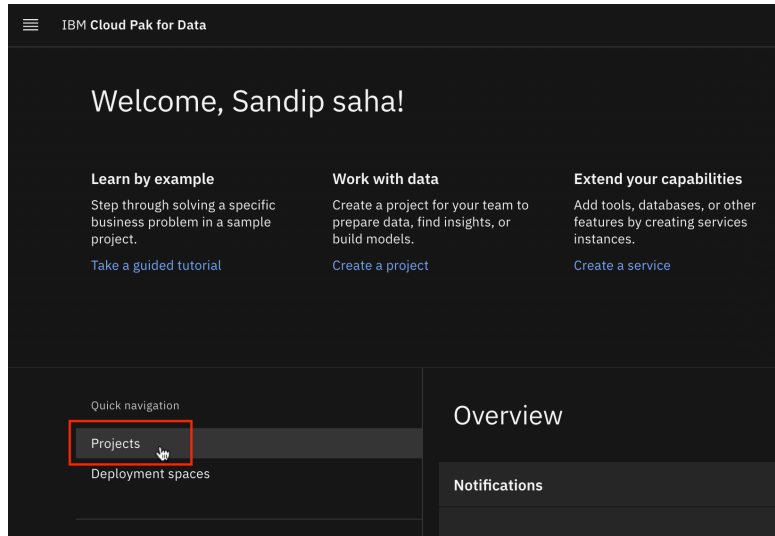 IBM Cloud Pak for Data
Welcome, Sandip saha!
Learn by example
Step through solving a specific
business problem in a sample
project.
Take a guided tutorial
Work with data
Create a project for your team to
prepare data, find insights, or
build models.
Create a project
Extend your capabilities
Add tools, databases, or other
features by creating services
instances.
Create a service
Quick navigation
Projects
Deployment spaces
Overview
Notifications